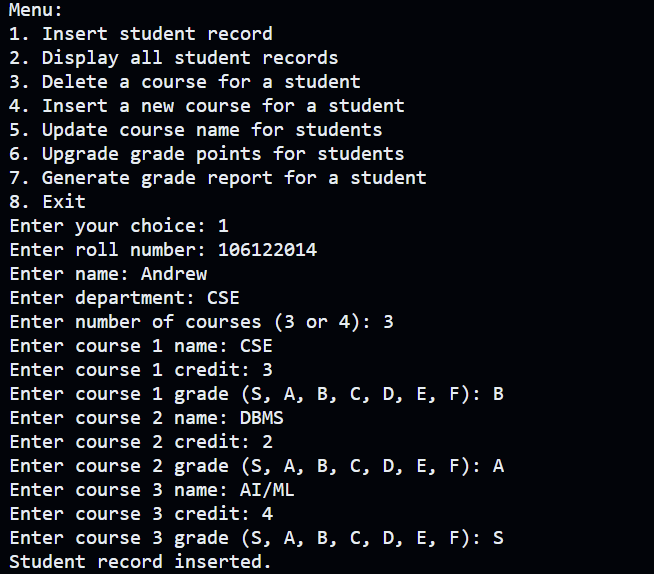 Menu:
1. Insert student record
2. Display all student records
3. Delete a course for a student
4. Insert a new course for a student
5. Update course name for students
6. Upgrade grade points for students
7. Generate grade report for a student
8. Exit
Enter your choice: 1
Enter roll number: 106122014
Enter name: Andrew
Enter department: CSE
Enter number of courses (3 or 4): 3
Enter course 1 name: CSE
Enter course 1 credit: 3
Enter course 1 grade (S, A, B, C, D, E, F): B
Enter course 2 name: DBMS
Enter course 2 credit: 2
Enter course 2 grade (S, A, B, C, D, E, F): A
Enter course 3 name: AI/ML
Enter course 3 credit: 4
Enter course 3 grade (S, A, B, C, D, E, F): S
Student record inserted.